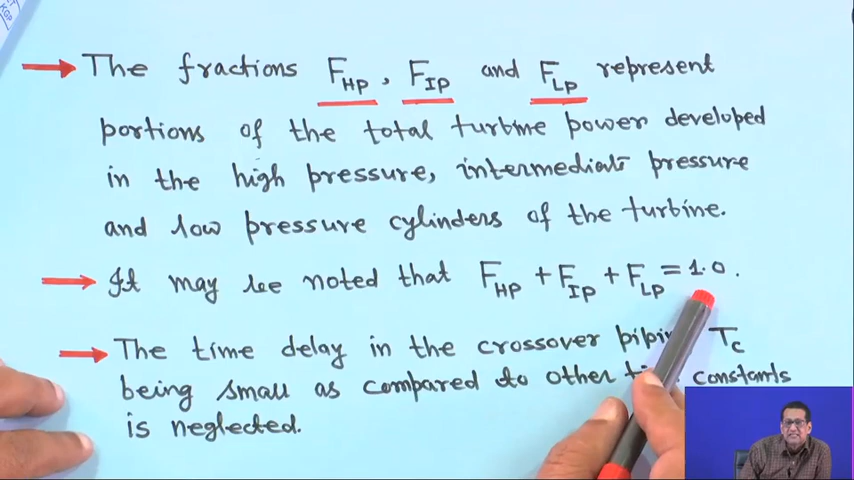 KGP
The fractions F_HP, F_IP and F_LP represent
portions of the total turbine power developed
in the high pressure, intermediate pressure
and low pressure cylinders of the turbine.
It may be noted that F_HP + F_IP + F_LP = 1.0.
The time delay in the crossover piping T_c
being small as compared to other constants
is neglected.